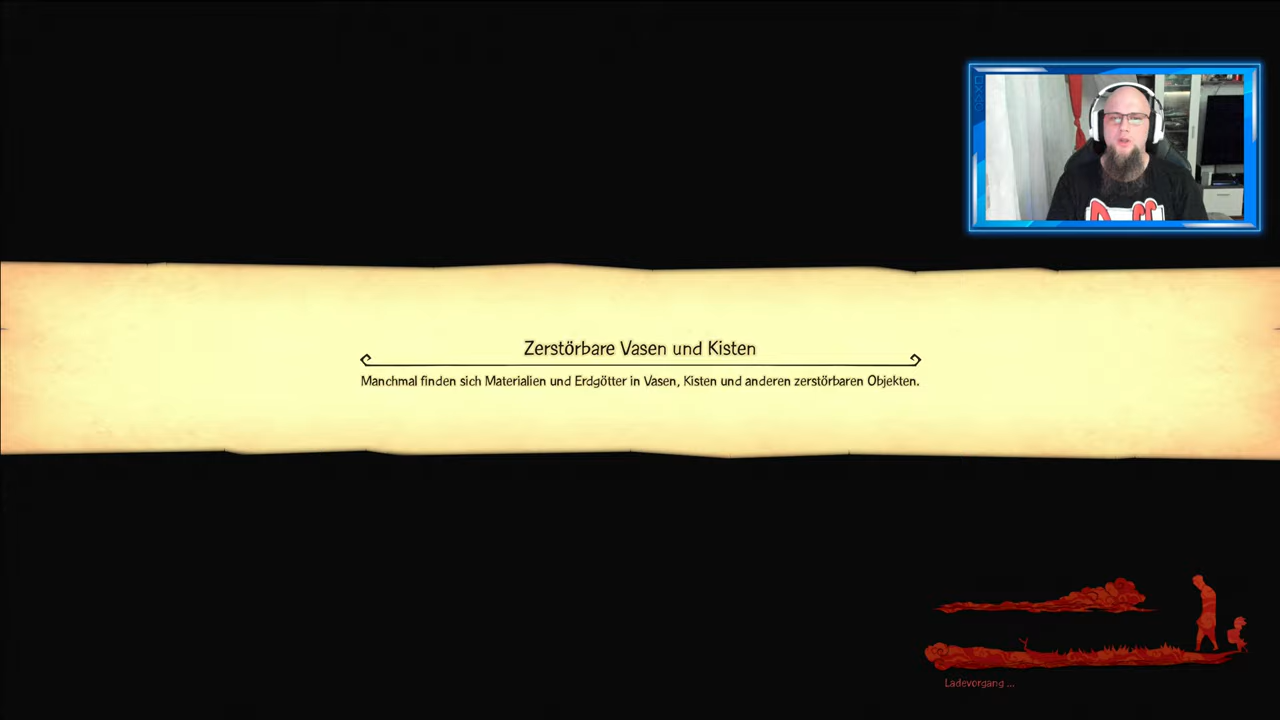 Zerstörbare Vasen und Kisten
Manchmal finden sich Materialien und Erdgötter in Vasen, Kisten und anderen zerstörbaren Objekten.
Ladevorgang ...